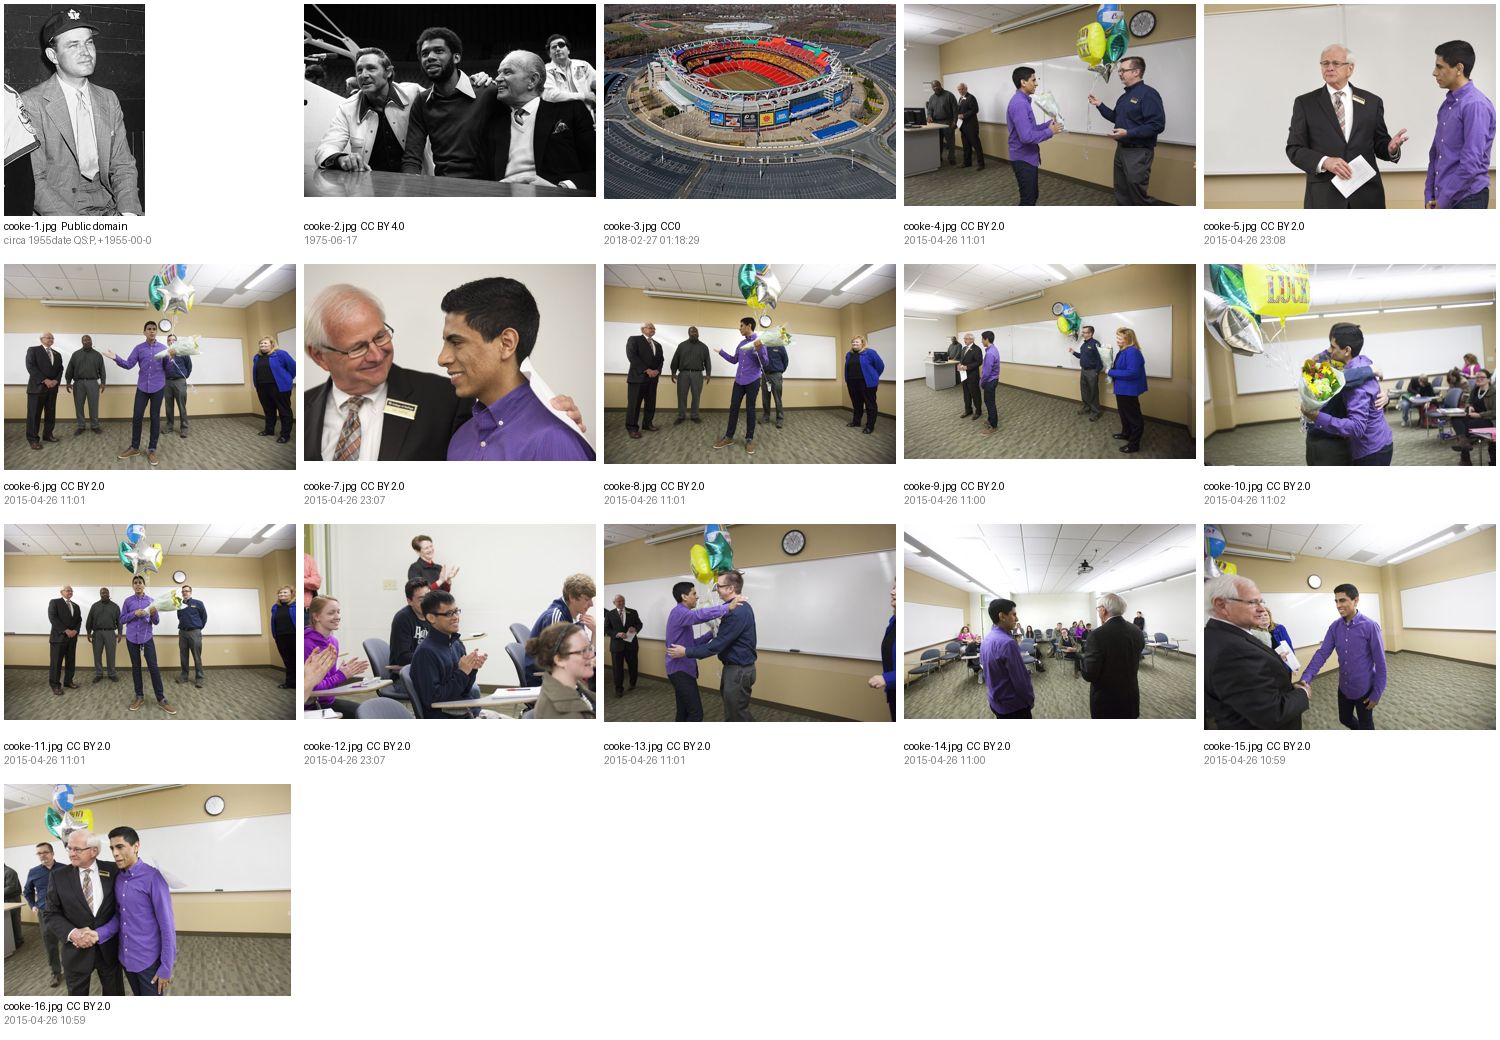 cooke-1.jpg Public domain
circa 1955date QS:P,+1955-00-0
cooke-2.jpg CC BY 4.0
1975-06-17
cooke-3.jpg CC0
2018-02-27 01:18:29
cooke-4.jpg CC BY 2.0
2015-04-26 11:01
cooke-5.jpg CC BY 2.0
2015-04-26 23:08
LUCK
cooke-6.jpg CC BY 2.0
2015-04-26 11:01
cooke-7.jpg CC BY 2.0
2015-04-26 23:07
cooke-8.jpg CC BY 2.0
2015-04-26 11:01
cooke-9.jpg CC BY 2.0
2015-04-26 11:00
cooke-10.jpg CC BY 2.0
2015-04-26 11:02
cooke-11.jpg CC BY 2.0
2015-04-26 11:01
cooke-12.jpg CC BY 2.0
2015-04-26 23:07
cooke-13.jpg CC BY 2.0
2015-04-26 11:01
cooke-14.jpg CC BY 2.0
2015-04-26 11:00
cooke-15.jpg CC BY 2.0
2015-04-26 10:59
cooke-16.jpg CC BY 2.0
2015-04-26 10:59